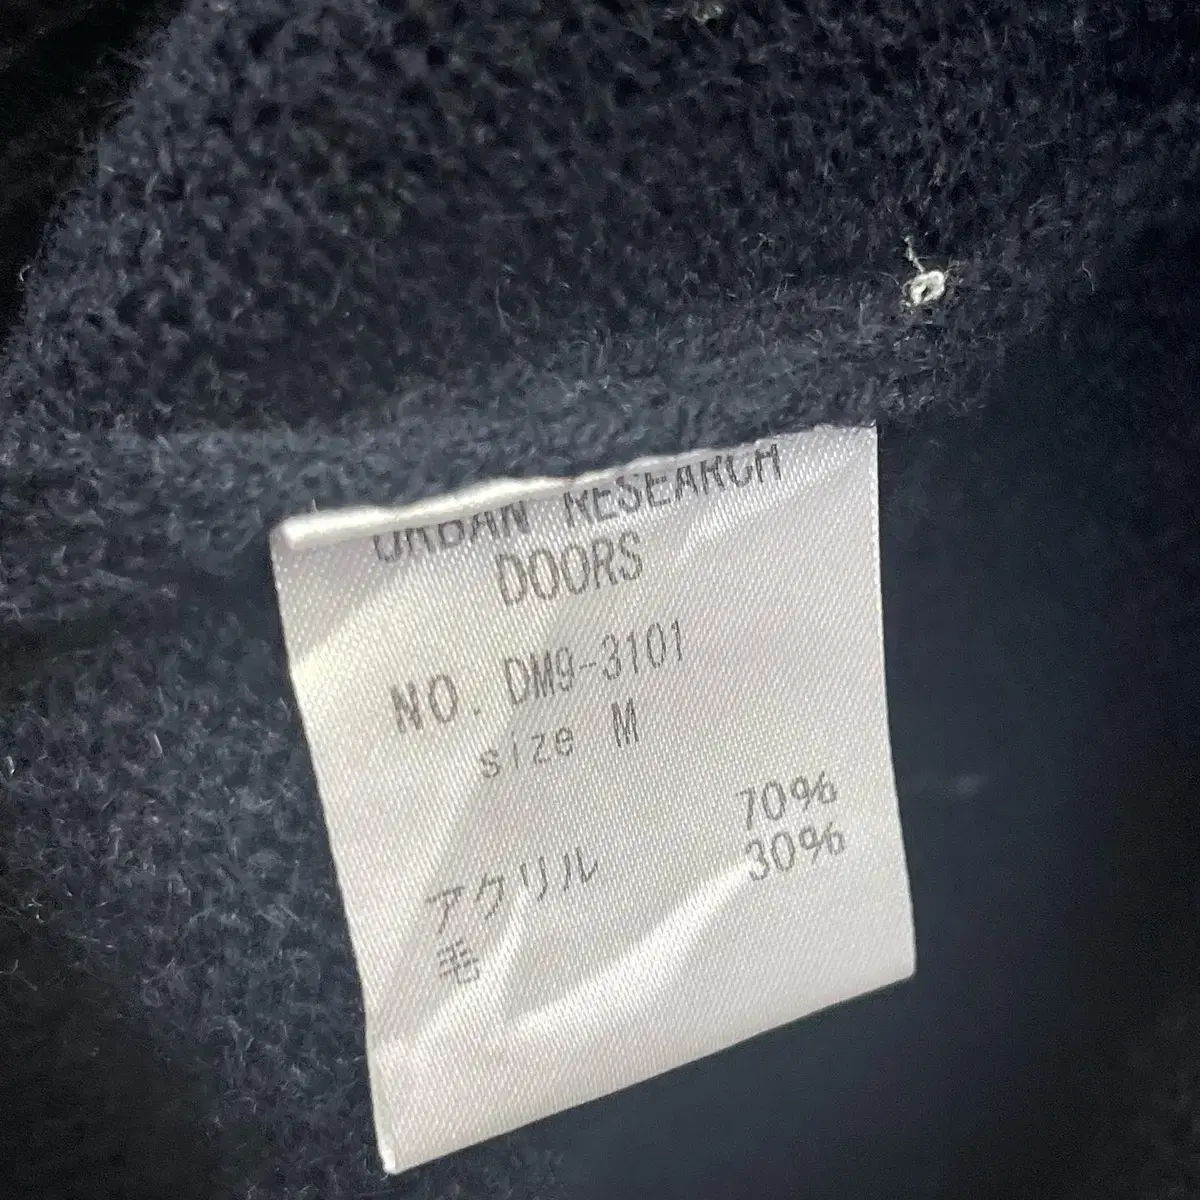 URBAN RESEARCH
DOORS
NO. DM9-3101
size M
アクリル 70%
毛 30%